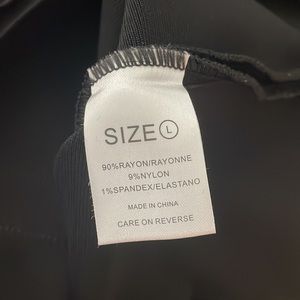 SIZE L
90%RAYON/RAYONNE
9%NYLON
1%SPANDEX/ELASTANO
MADE IN CHINA
CARE ON REVERSE